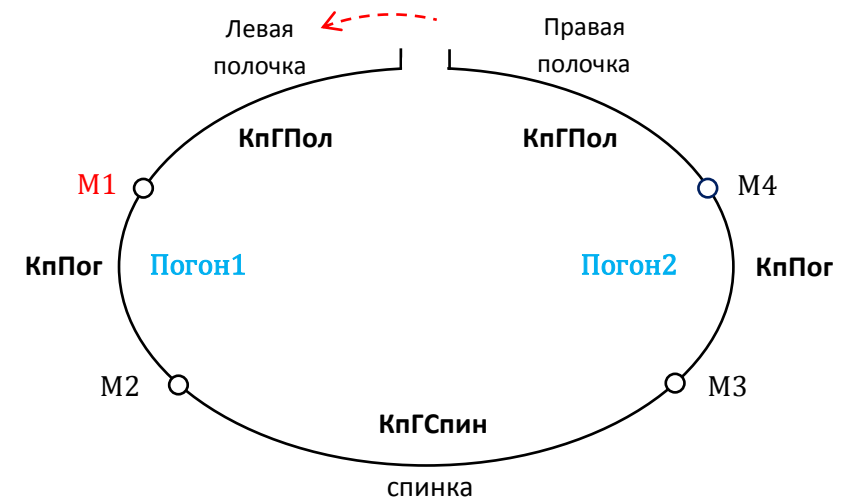 Левая
полочка
Правая
полочка
КпГПол
КпГПол
М1
М4
КпПог
Погон1
Погон2
КпПог
М2
М3
КпГСпин
спинка